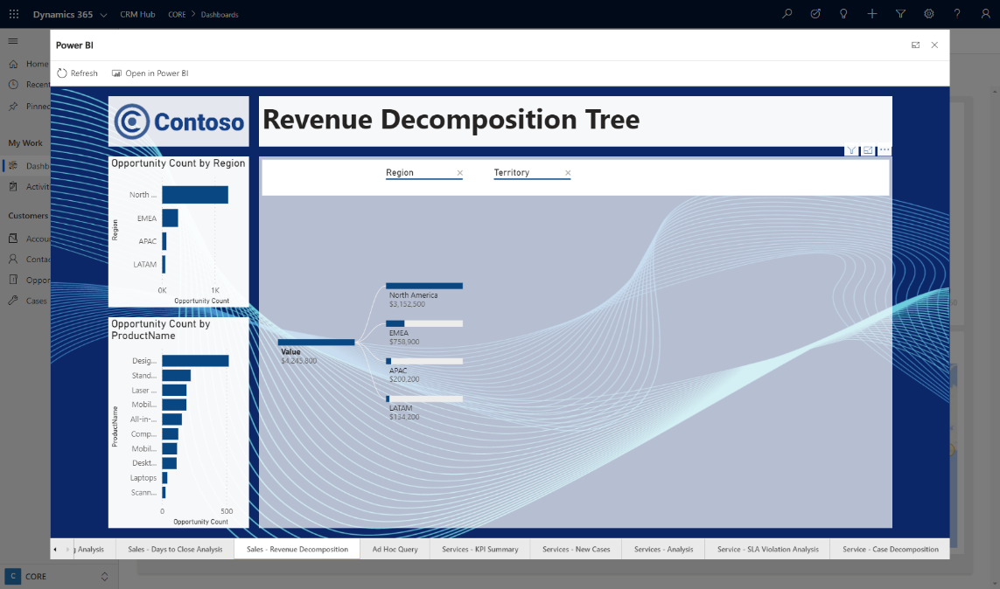 Dynamics 365
CRM Hub
CORE
Dashboards
Power BI
Home
Refresh
Open in Power BI
Recent
Pinned
My Work
Dashb
Activit
Customers
Accou
Conta
Oppor
Cases
Contoso
Revenue Decomposition Tree
Opportunity Count by Region
Region
North ...
EMEA
APAC
LATAM
0K
1K
Opportunity Count
Opportunity Count by
ProductName
ProductName
Desig...
Stand...
Laser ...
Mobil...
All-in-...
Comp...
Mobil...
Deskt...
Laptops
Scann...
0
500
Opportunity Count
Region
Territory
Value
$4,245,800
North America
$3,152,500
EMEA
$758,900
APAC
$200,200
LATAM
$134,200
g Analysis
Sales - Days to Close Analysis
Sales - Revenue Decomposition
Ad Hoc Query
Services - KPI Summary
Services - New Cases
Services - Analysis
Service - SLA Violation Analysis
Service - Case Decomposition
C
CORE